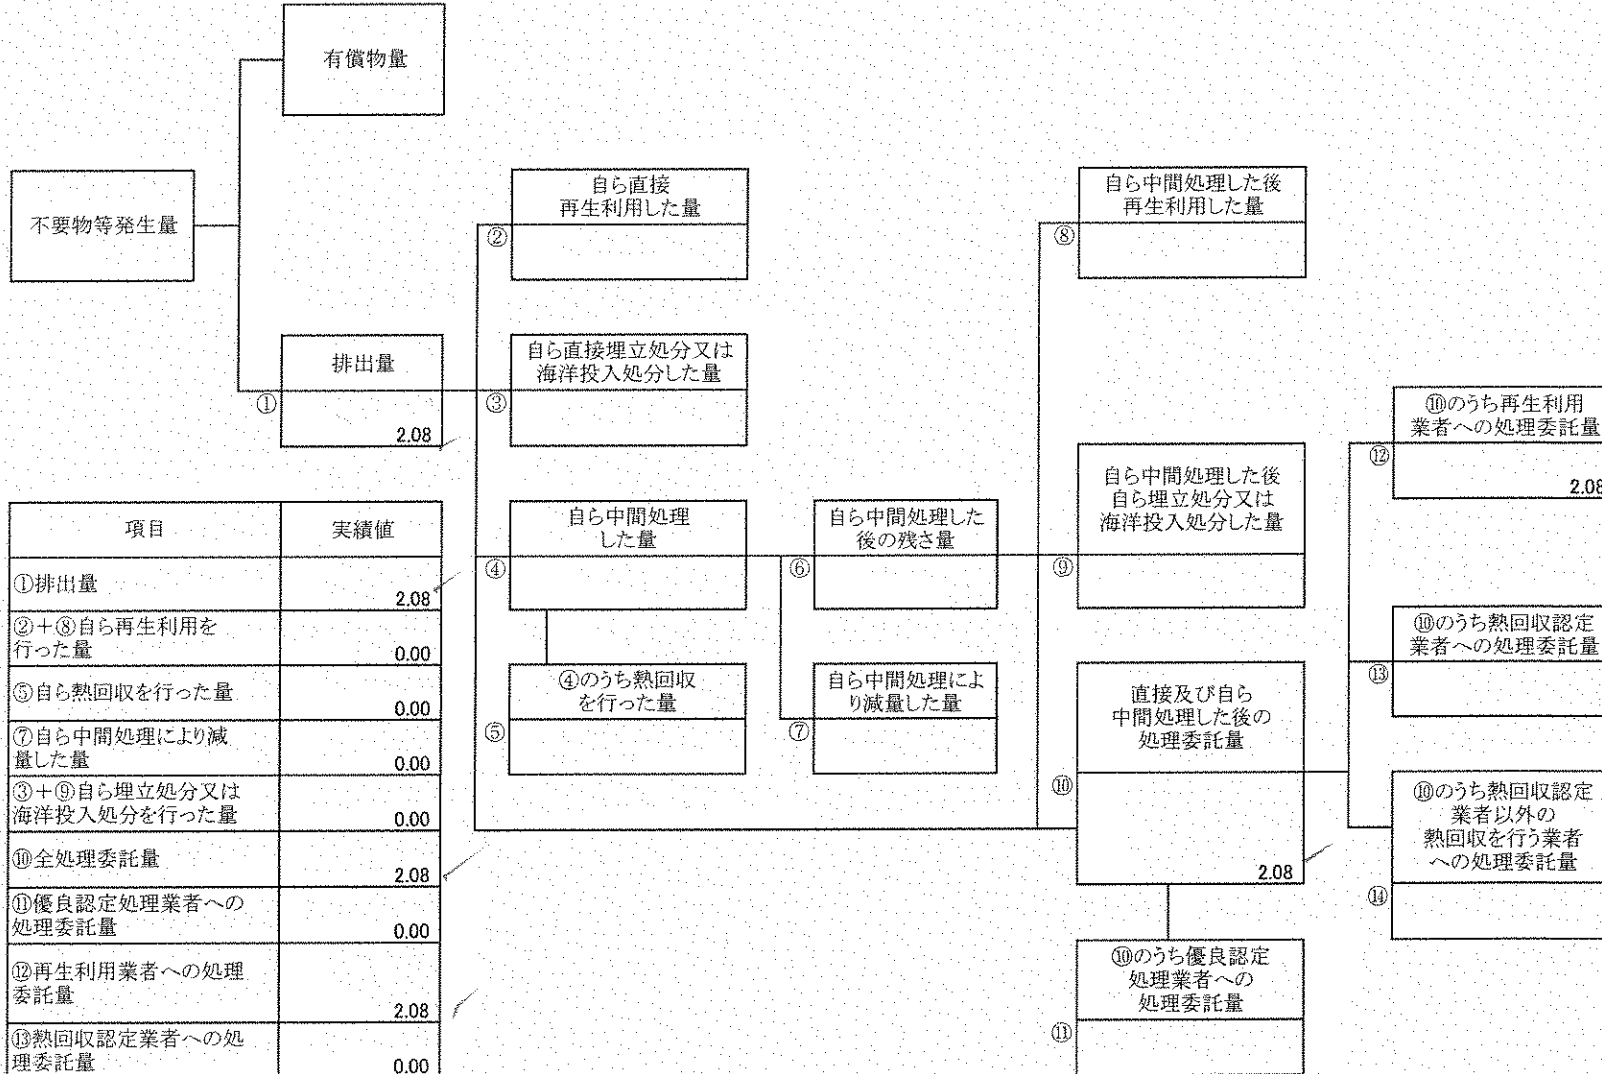 有償物量
不要物等発生量
排出量
①
2.08
自ら直接
再生利用した量
②
自ら直接埋立処分又は
海洋投入処分した量
③
自ら中間処理
した量
④
④のうち熱回収
を行った量
⑤
自ら中間処理した
後の残さ量
⑥
自ら中間処理によ
り減量した量
⑦
自ら中間処理した後
再生利用した量
⑧
自ら中間処理した後
自ら埋立処分又は
海洋投入処分した量
⑨
直接及び自ら
中間処理した後の
処理委託量
⑩
2.08
⑩のうち優良認定
処理業者への
処理委託量
⑪
⑩のうち再生利用
業者への処理委託量
⑫
2.08
⑩のうち熱回収認定
業者への処理委託量
⑬
⑩のうち熱回収認定
業者以外の
熱回収を行う業者
への処理委託量
⑭
項目 実績値
①排出量
2.08
②+⑧自ら再生利用を
行った量 0.00
⑤自ら熱回収を行った量
0.00
⑦自ら中間処理により減
量した量 0.00
③+⑨自ら埋立処分又は
海洋投入処分を行った量 0.00
⑩全処理委託量
2.08
⑪優良認定処理業者への
処理委託量 0.00
⑫再生利用業者への処理
委託量
2.08
⑬熱回収認定業者への処
理委託量 0.00